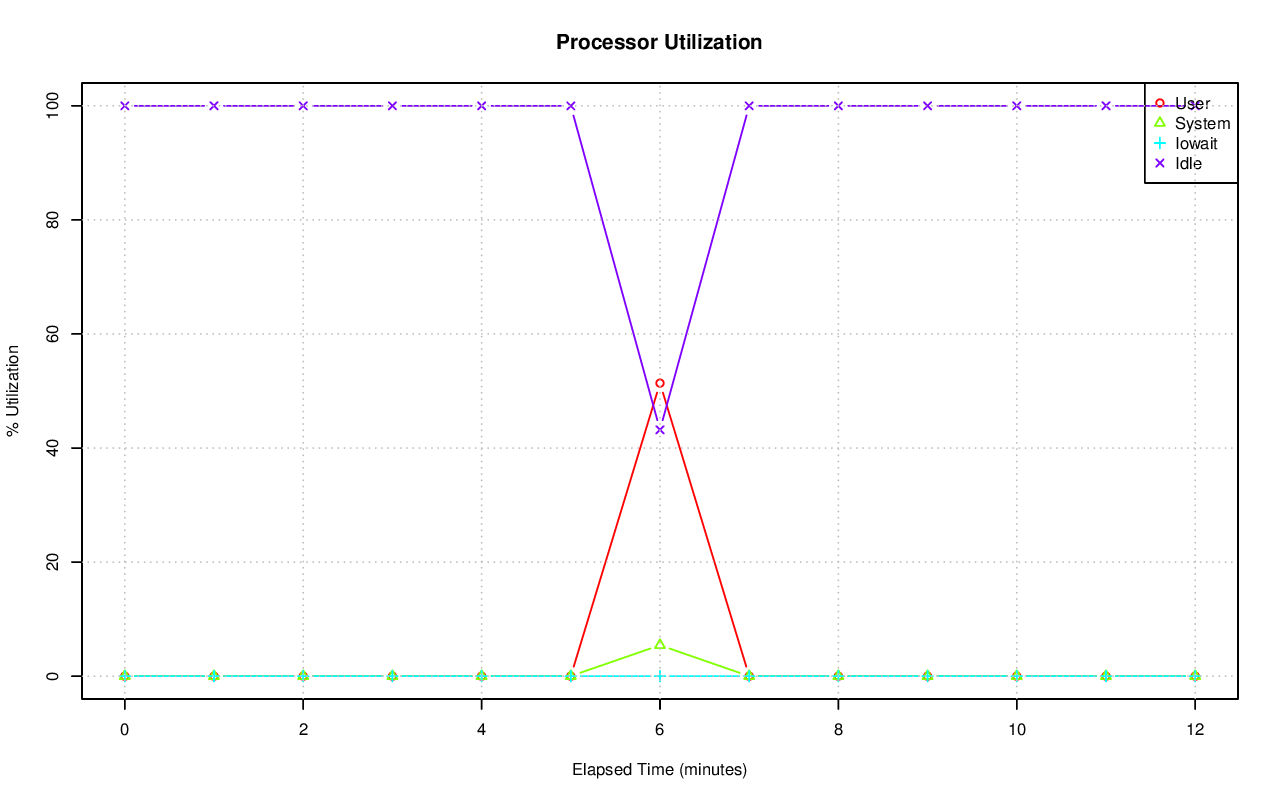 Processor Utilization
% Utilization
100
80
60
40
20
0
User
System
Iowait
Idle
0 2 4 6 8 10 12
Elapsed Time (minutes)